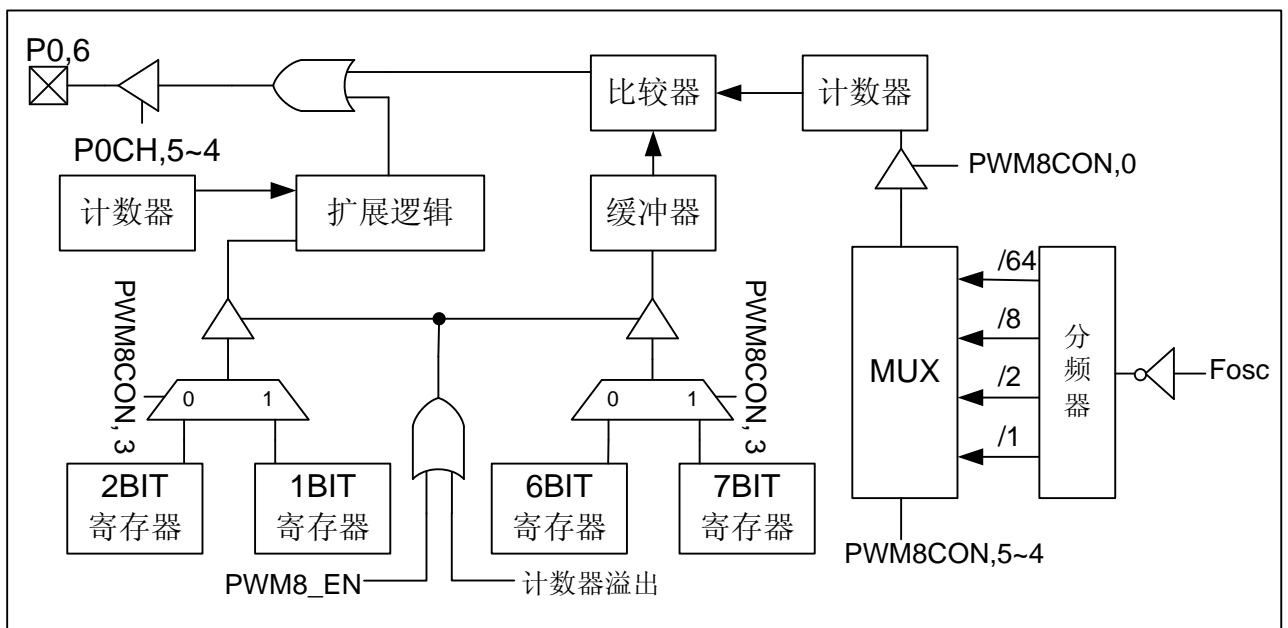 P0,6
P0CH,5~4
比较器
计数器
PWM8CON,0
计数器
扩展逻辑
缓冲器
PWM8CON, 3
0 1
2BIT
寄存器
1BIT
寄存器
PWM8_EN
计数器溢出
0 1
PWM8CON, 3
6BIT
寄存器
7BIT
寄存器
MUX
/64
/8
/2
/1
分频器
Fosc
PWM8CON,5~4